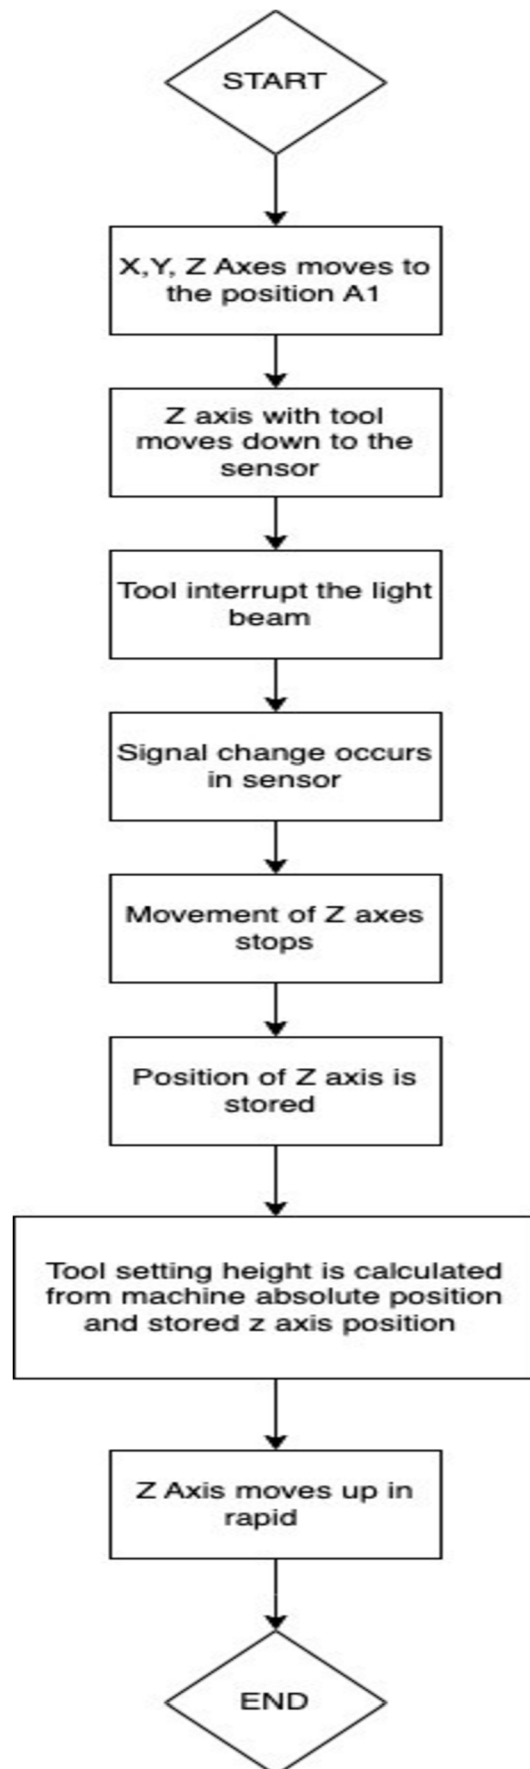 START
X,Y, Z Axes moves to
the position A1
Z axis with tool
moves down to the
sensor
Tool interrupt the light
beam
Signal change occurs
in sensor
Movement of Z axes
stops
Position of Z axis is
stored
Tool setting height is calculated
from machine absolute position
and stored z axis position
Z Axis moves up in
rapid
END